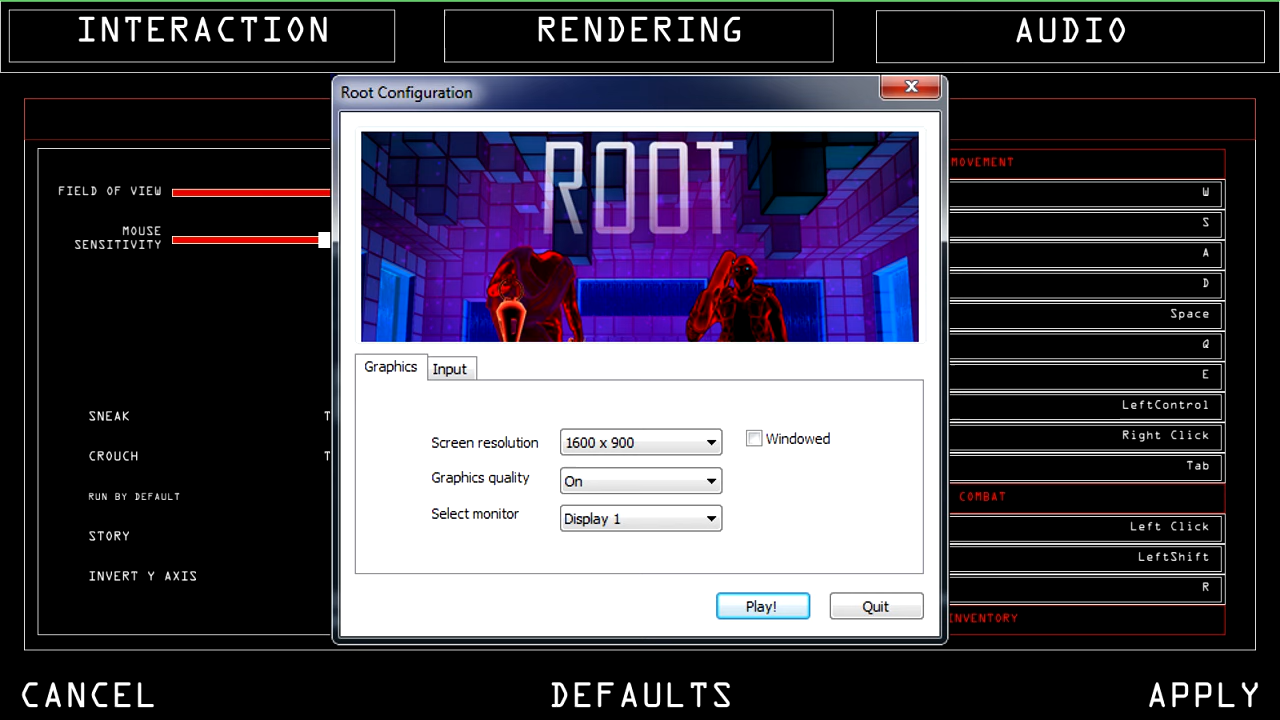 INTERACTION
RENDERING
AUDIO
Root Configuration
ROOT
Graphics
Input
Screen resolution
1600 x 900
Windowed
Graphics quality
On
Select monitor
Display 1
Play!
Quit
FIELD OF VIEW
MOUSE
SENSITIVITY
SNEAK
T
CROUCH
T
RUN BY DEFAULT
STORY
INVERT Y AXIS
MOVEMENT
W
S
A
D
Space
Q
E
LeftControl
Right Click
Tab
COMBAT
Left Click
LeftShift
R
INVENTORY
CANCEL
DEFAULTS
APPLY